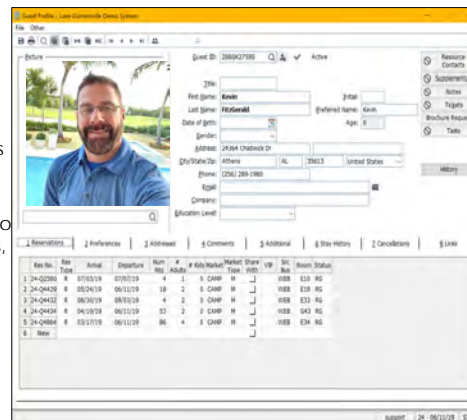 Guest Profile - Lake Guntersville Demo System
File Other
Picture
Guest ID:
Active
Title:
First Name: Kevin Initial:
Last Name: FitzGerald Preferred Name: Kevin
Date of Birth: Age: 0
Gender:
Address: 24364 Chadwick Dr
City/State/Zip: Athens AL 35613 United States
Phone: (256) 289-1980
Email
Company:
Education Level:
Resource Contacts
Supplements
Notes
Tickets
Brochure Reque
Tasks
History
1 Reservations 2 Preferences 3 Addresses 4 Comments 5 Additional 6 Stay History 7 Cancellations 8 Links
Res No. Res Type Arrival Departure Num Nts # Adults # Kids Market Market Type Share With VIP Src Bus Room Status
1 24-Q2380 R 07/03/19 07/07/19 4 1 0 CAMP M WEB E10 RG
2 24-Q4429 R 05/24/19 06/11/19 18 2 0 CAMP M WEB E18 RG
3 24-Q4432 R 08/30/19 09/03/19 4 2 0 CAMP M WEB E33 RG
4 24-Q4434 R 04/19/19 06/11/19 53 2 0 CAMP M WEB G43 RG
5 24-Q4804 R 03/17/19 06/11/19 86 4 0 CAMP M WEB E34 RG
6 New
support 24 - 06/11/19